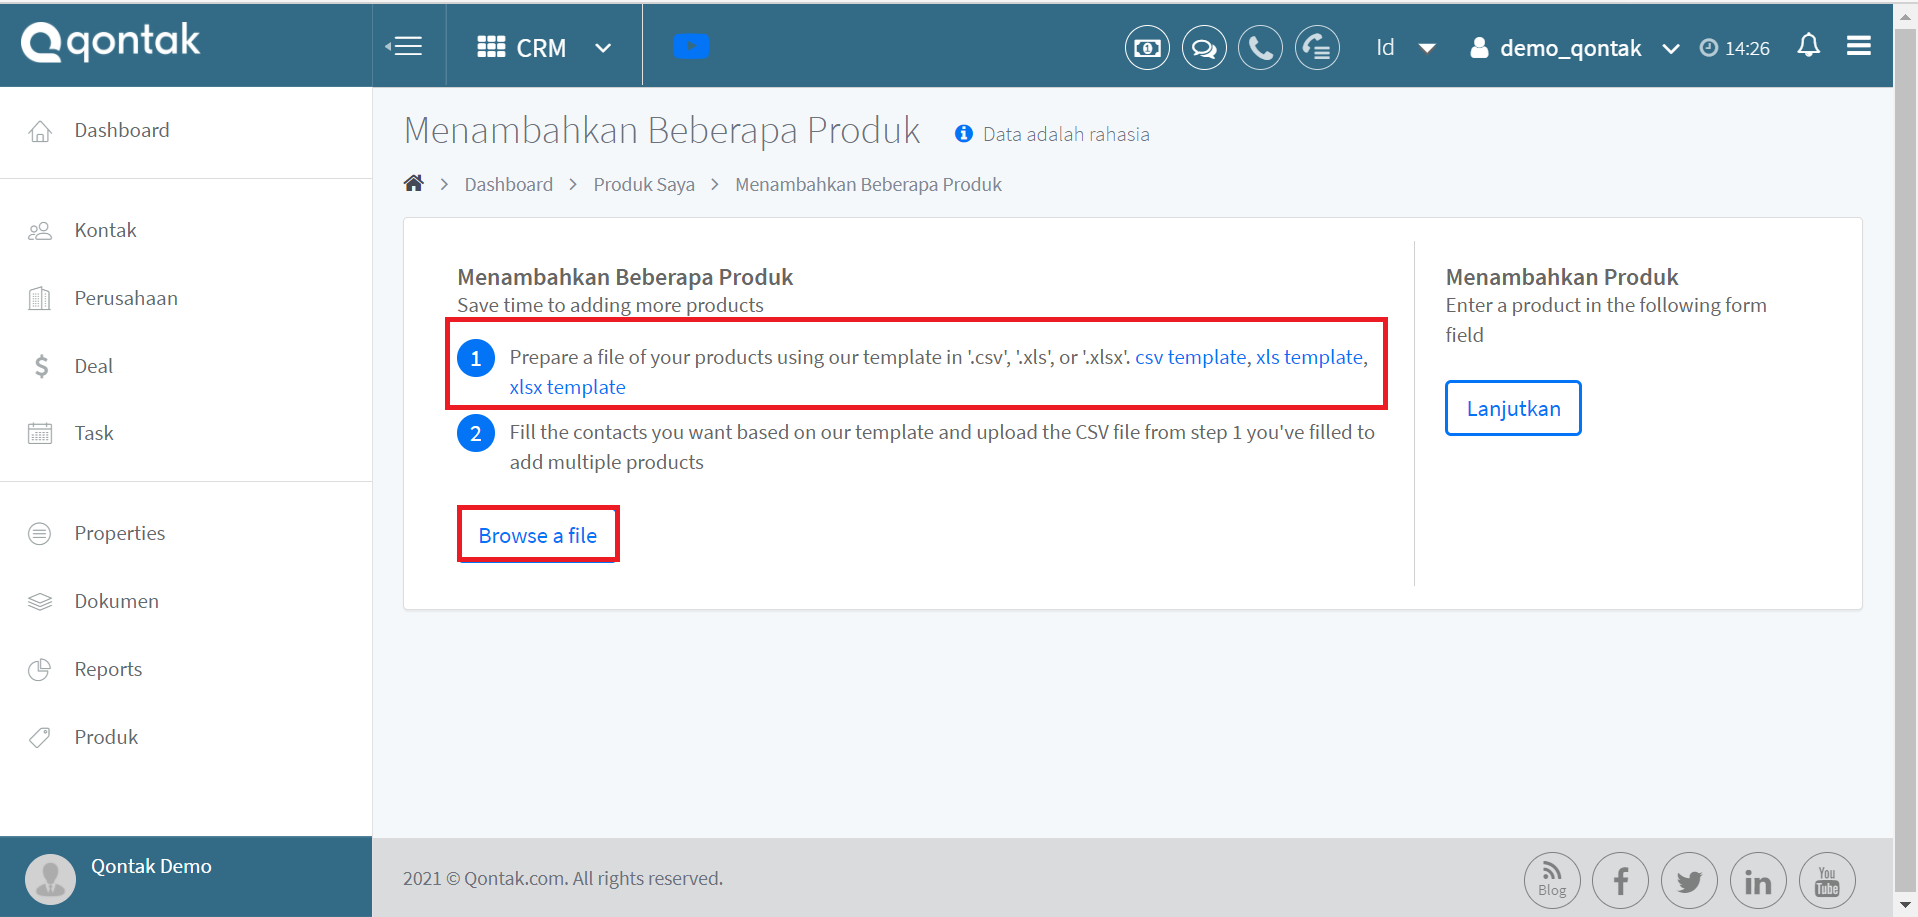 qontak
CRM
Id
demo_qontak
14:26
Dashboard
Kontak
Perusahaan
Deal
Task
Properties
Dokumen
Reports
Produk
Qontak Demo
Menambahkan Beberapa Produk
Data adalah rahasia
Dashboard
Produk Saya
Menambahkan Beberapa Produk
Menambahkan Beberapa Produk
Save time to adding more products
1
Prepare a file of your products using our template in '.csv', '.xls', or '.xlsx'. csv template, xls template,
xlsx template
2
Fill the contacts you want based on our template and upload the CSV file from step 1 you've filled to
add multiple products
Browse a file
Menambahkan Produk
Enter a product in the following form
field
Lanjutkan
2021 © Qontak.com. All rights reserved.
Blog
You
Tube